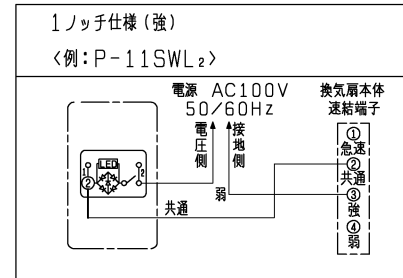 1ノッチ仕様(強)
〈例:P-11SWL₂〉
電源 AC100V
50/60Hz
換気扇本体
速結端子
電圧側
接地側
LED
1
2
②
共通
弱
①
急速
②
共通
③
強
④
弱